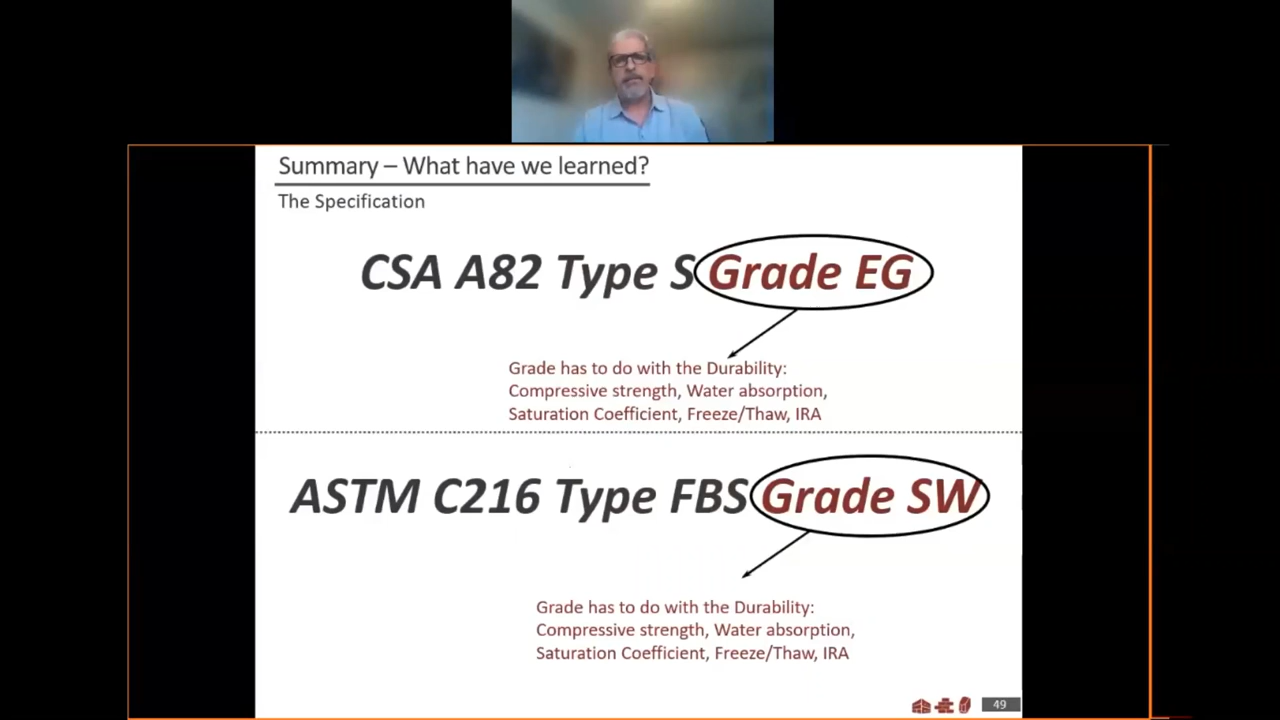 Summary – What have we learned?
The Specification
CSA A82 Type S Grade EG
Grade has to do with the Durability:
Compressive strength, Water absorption,
Saturation Coefficient, Freeze/Thaw, IRA
ASTM C216 Type FBS Grade SW
Grade has to do with the Durability:
Compressive strength, Water absorption,
Saturation Coefficient, Freeze/Thaw, IRA
49